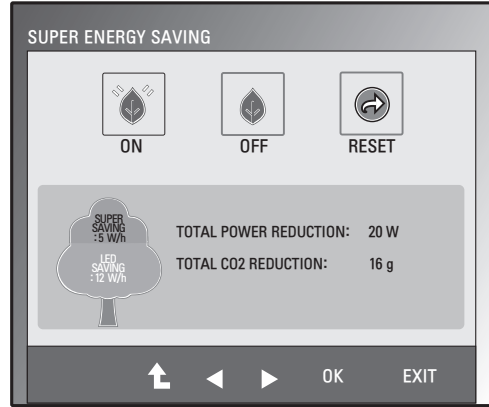 SUPER ENERGY SAVING
ON
OFF
RESET
SUPER
SAVING
:5 W/h
LED
SAVING
:12 W/h
TOTAL POWER REDUCTION: 20 W
TOTAL CO2 REDUCTION: 16 g
OK
EXIT